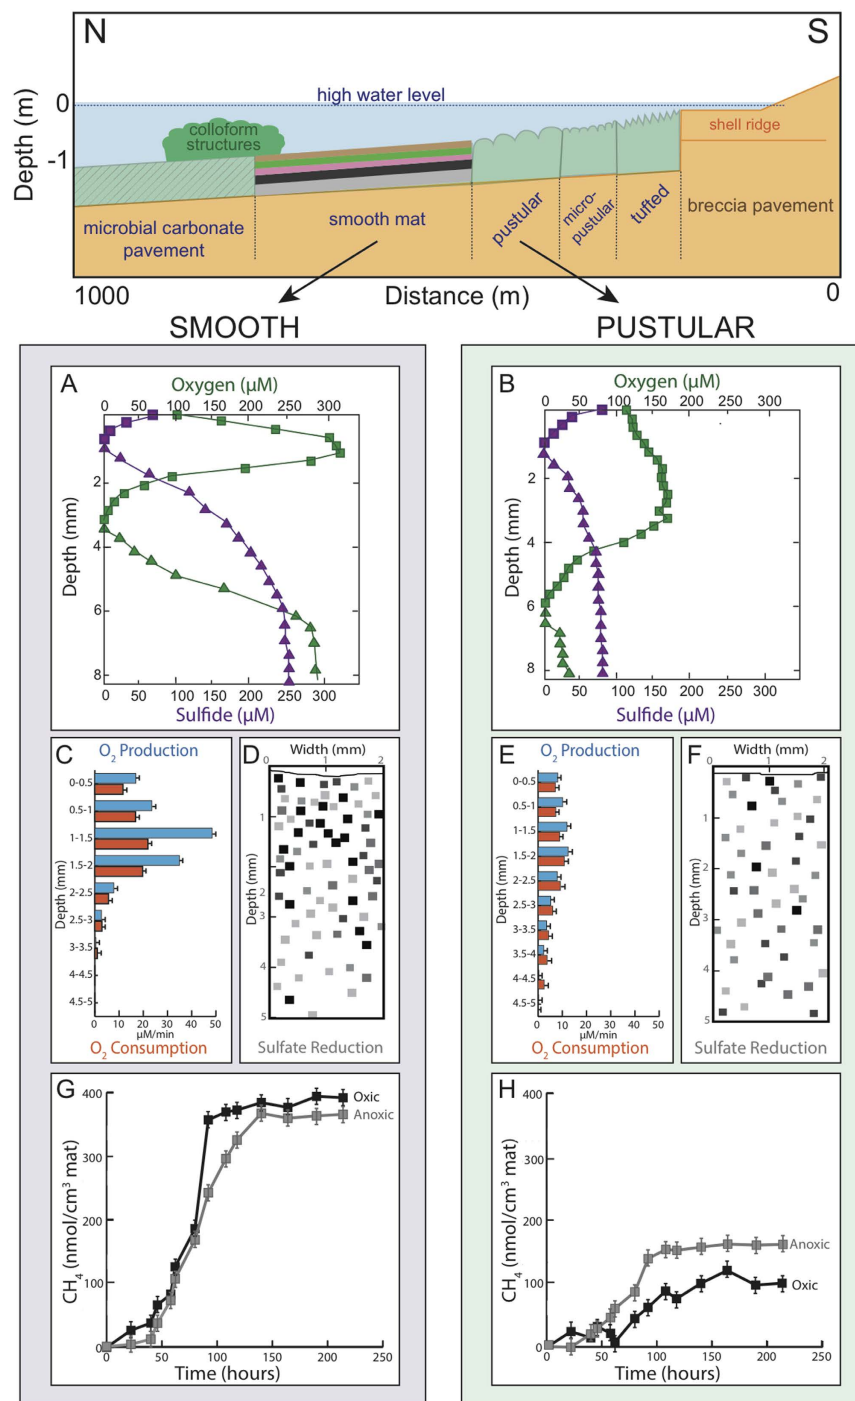 N
S
high water level
0
colloform
structures
shell ridge
-1
Depth (m)
microbial carbonate
pavement
smooth mat
pustular
micro-
pustular
tufted
breccia pavement
1000
Distance (m)
0
SMOOTH
PUSTULAR
A
Oxygen (µM)
0 50 100 150 200 250 300
2
4
6
8
Depth (mm)
0 50 100 150 200 250 300
Sulfide (µM)
B
Oxygen (µM)
0 50 100 150 200 250 300
2
4
6
8
Depth (mm)
0 50 100 150 200 300
Sulfide (µM)
C
O2 Production
0-0.5
0.5-1
1-1.5
1.5-2
2-2.5
2.5-3
3-3.5
4-4.5
4.5-5
Depth (mm)
0 10 20 30 40 50
µM/min
O2 Consumption
D
Width (mm)
0 1 2
0
1
2
3
4
5
Depth (mm)
Sulfate Reduction
E
O2 Production
0-0.5
0.5-1
1-1.5
1.5-2
2-2.5
2.5-3
3-3.5
3.5-4
4-4.5
4.5-5
Depth (mm)
0 10 20 30 40 50
µM/min
O2 Consumption
F
Width (mm)
0 1 2
0
1
2
3
4
5
Depth (mm)
Sulfate Reduction
G
400
300
200
100
0
CH4 (nmol/cm3 mat)
Oxic
Anoxic
0 50 100 150 200 250
Time (hours)
H
400
300
200
100
0
CH4 (nmol/cm3 mat)
Anoxic
Oxic
0 50 100 150 200 250
Time (hours)